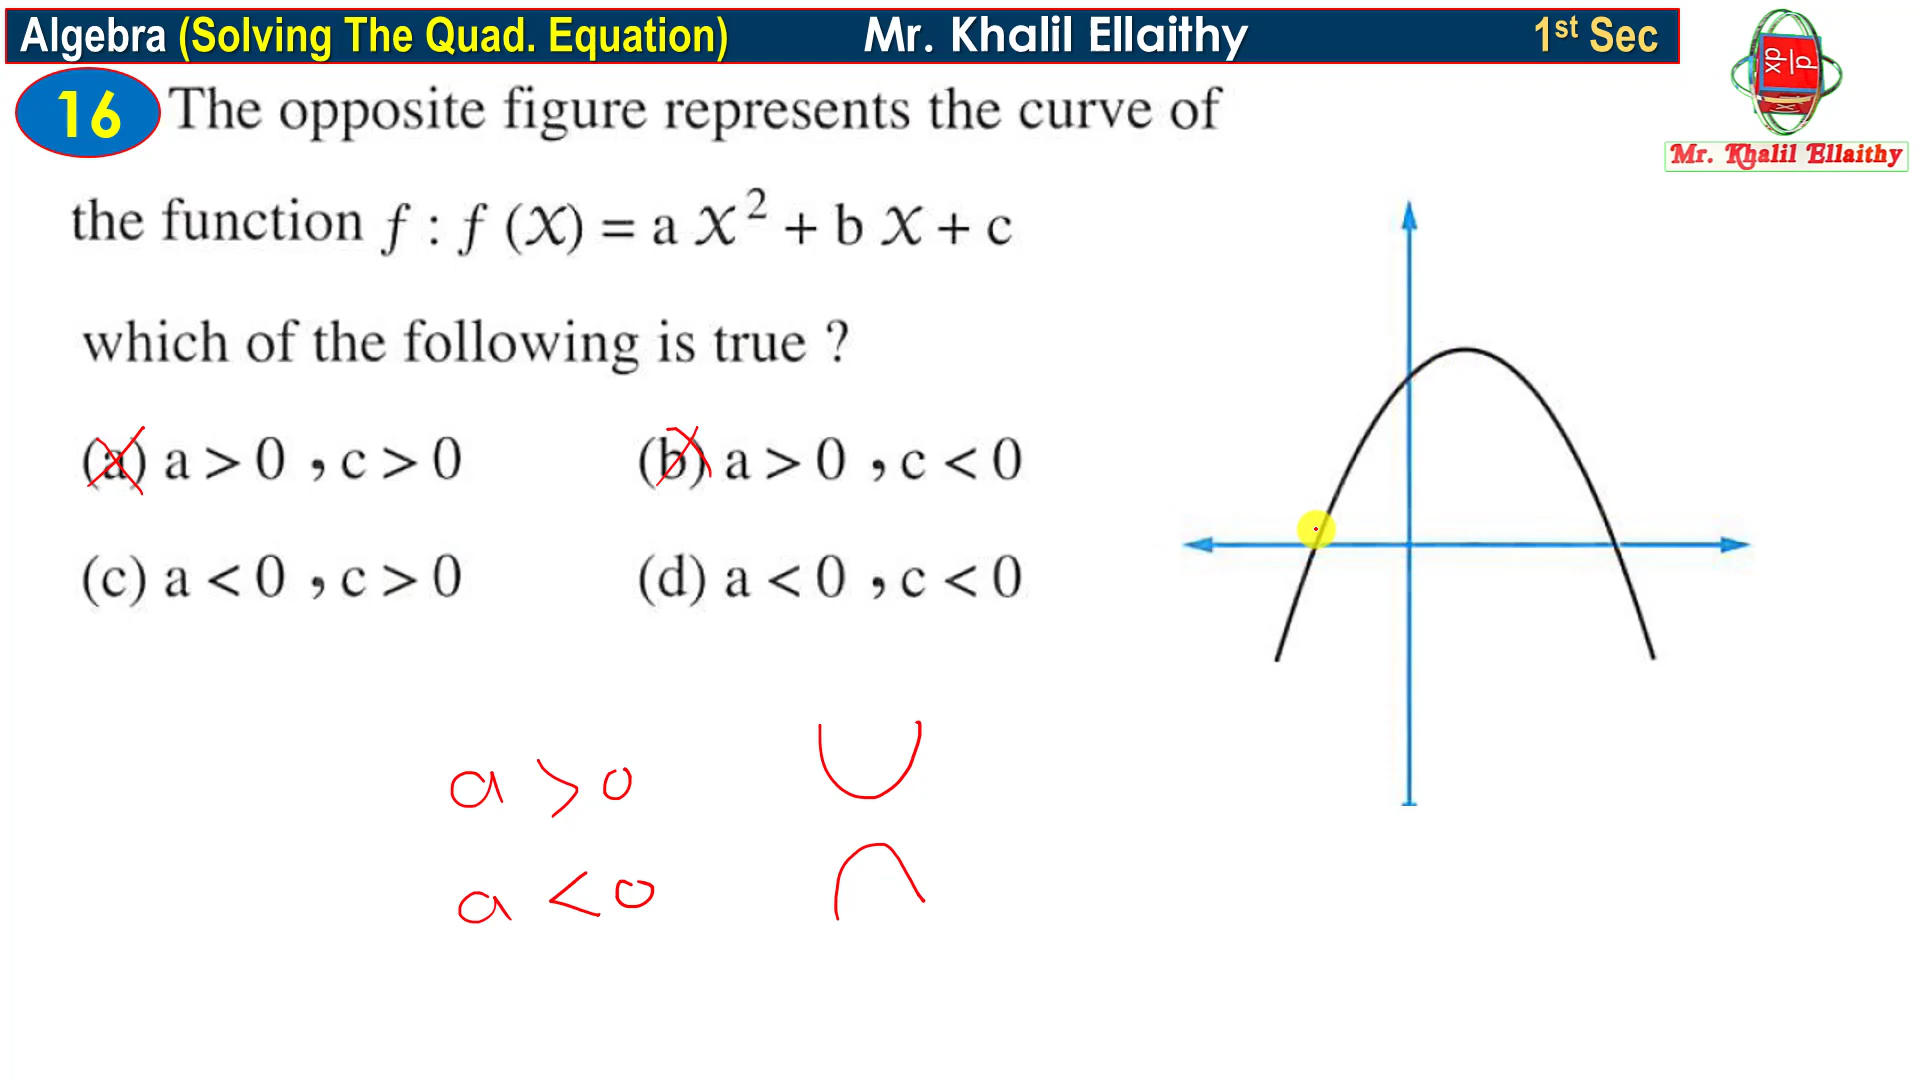 Algebra (Solving The Quad. Equation) Mr. Khalil Ellaithy 1st Sec
d/dx
Mr. Khalil Ellaithy
16 The opposite figure represents the curve of
the function f : f (X) = a X² + b X + c
which of the following is true ?
(a) a > 0 , c > 0 (b) a > 0 , c < 0
(c) a < 0 , c > 0 (d) a < 0 , c < 0
a > 0
a < 0